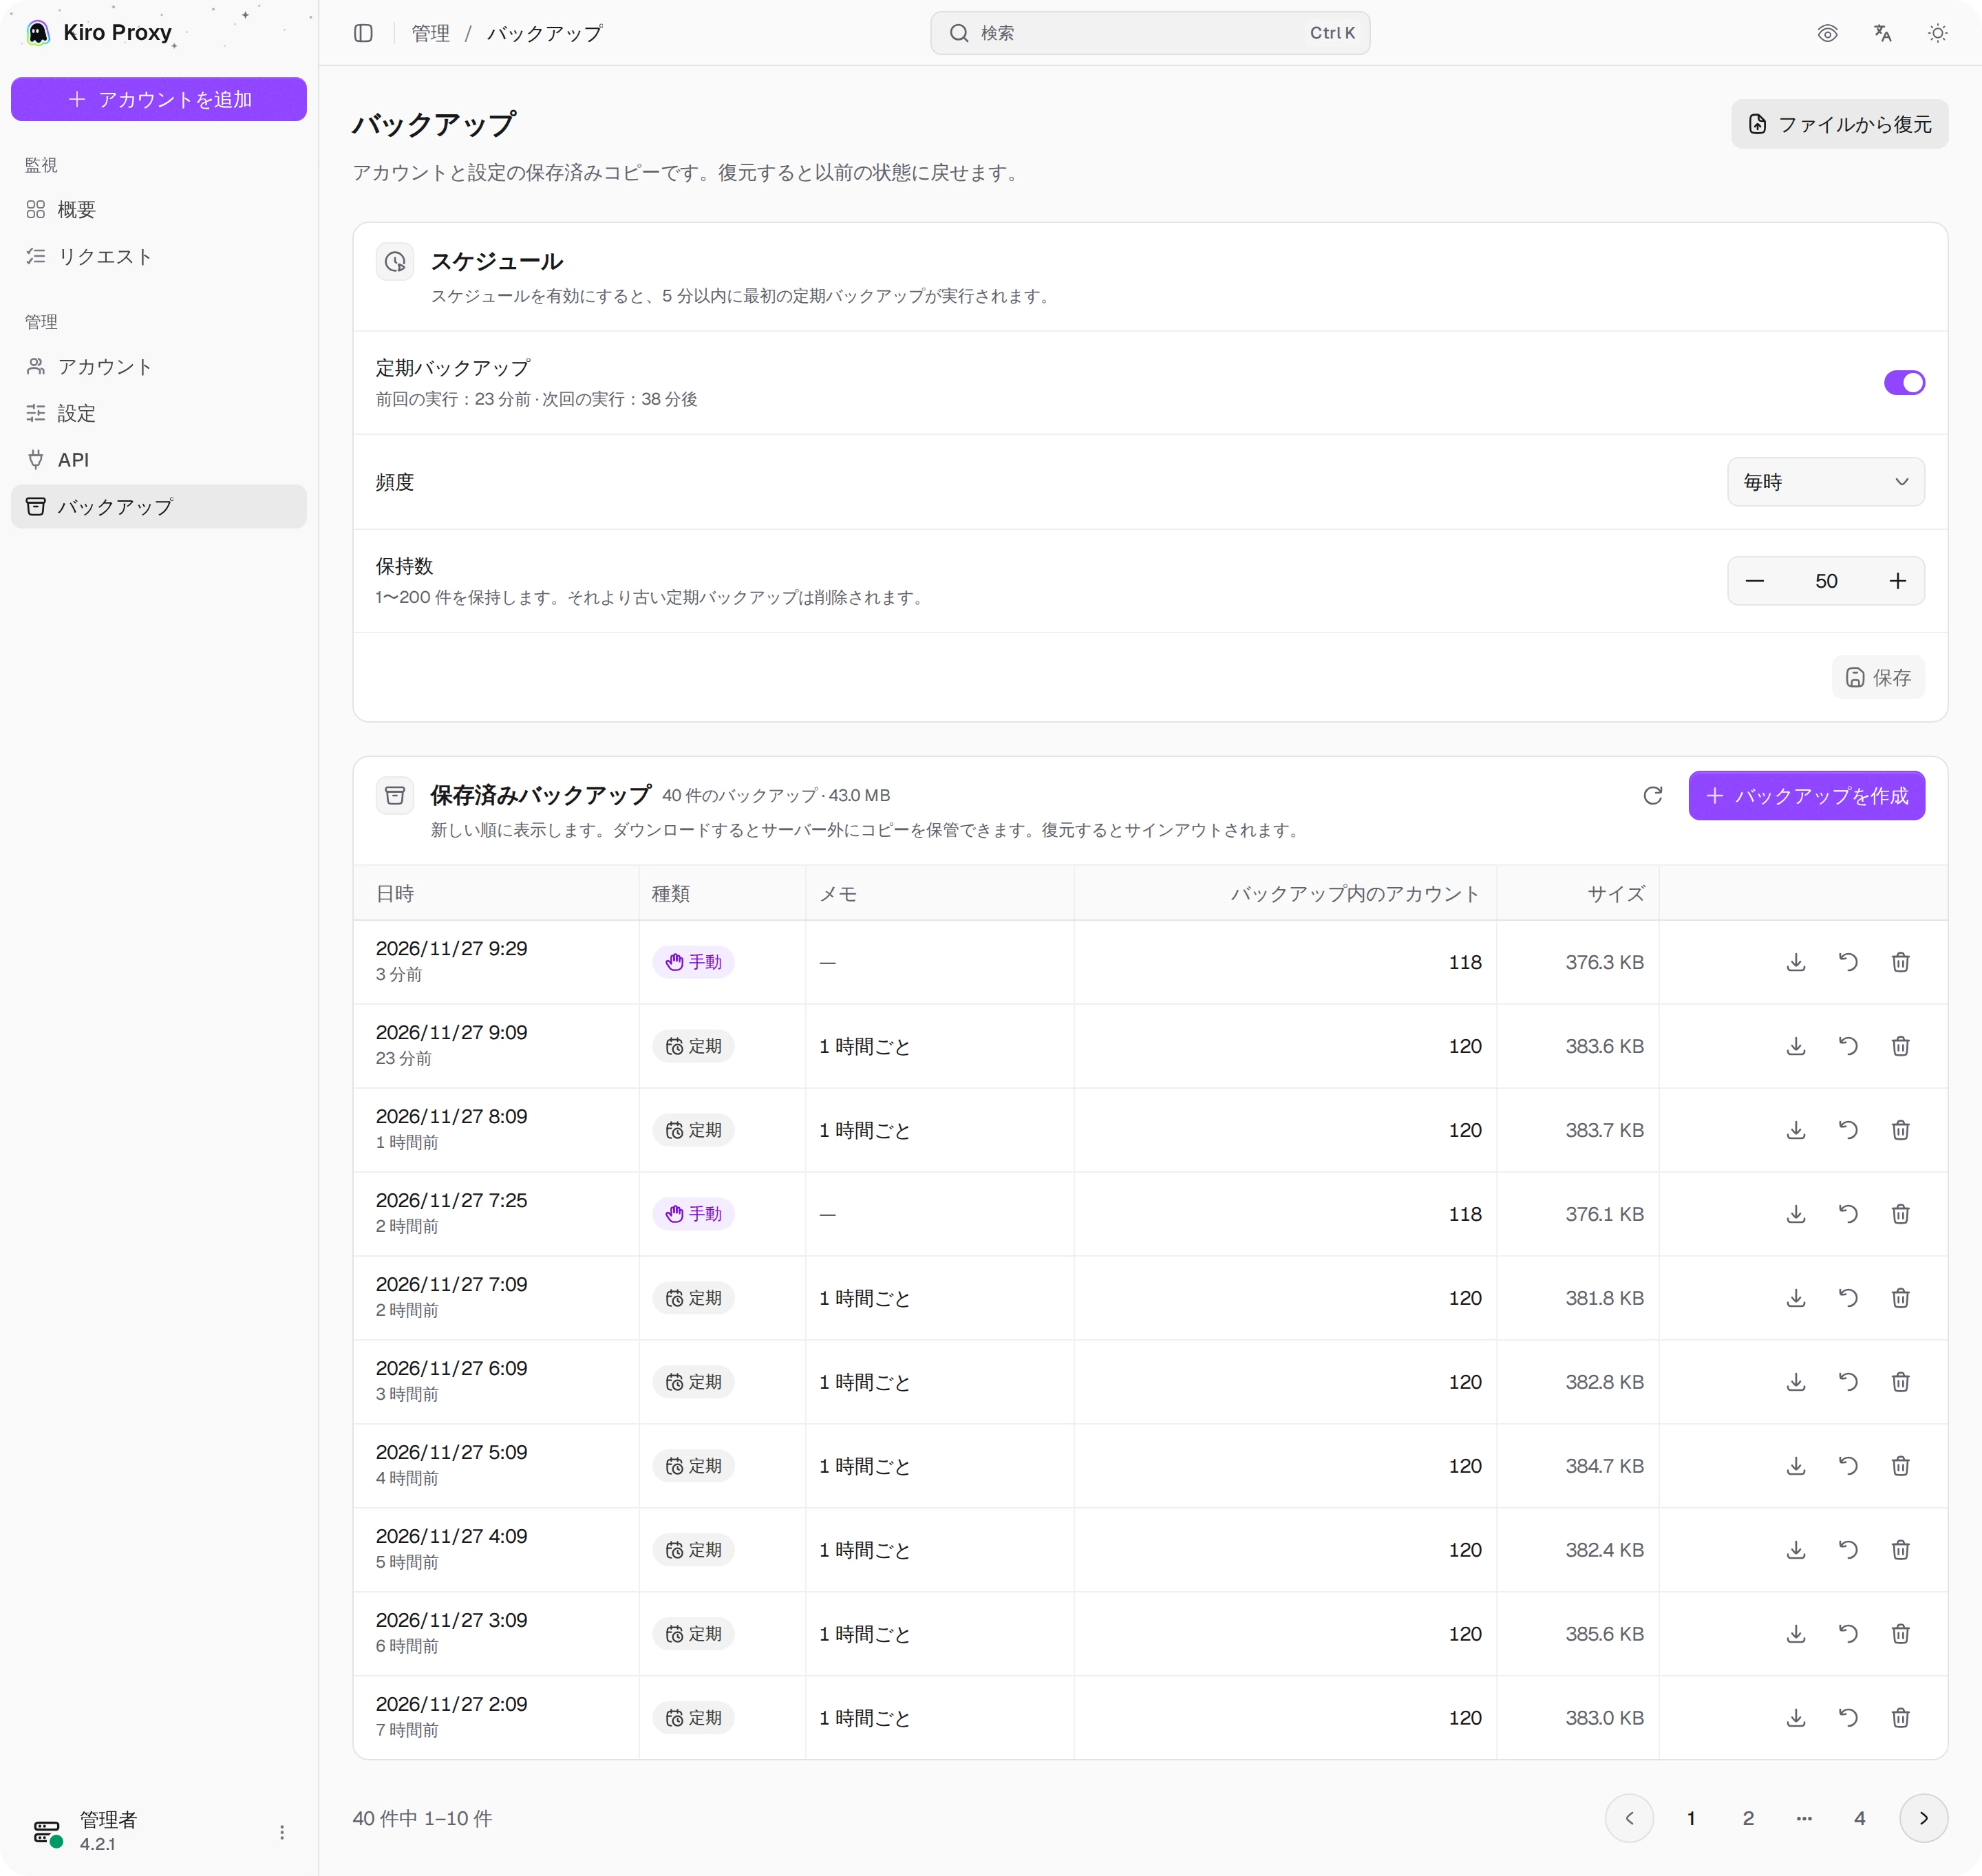 Kiro Proxy
管理 / バックアップ
検索 Ctrl K
アカウントを追加
監視
概要
リクエスト
管理
アカウント
設定
API
バックアップ
管理者
4.2.1
バックアップ
ファイルから復元
アカウントと設定の保存済みコピーです。復元すると以前の状態に戻せます。
スケジュール
スケジュールを有効にすると、5 分以内に最初の定期バックアップが実行されます。
定期バックアップ
前回の実行：23 分前 · 次回の実行：38 分後
頻度
毎時
保持数
1〜200 件を保持します。それより古い定期バックアップは削除されます。
50
保存
保存済みバックアップ 40 件のバックアップ · 43.0 MB
バックアップを作成
新しい順に表示します。ダウンロードするとサーバー外にコピーを保管できます。復元するとサインアウトされます。
日時 種類 メモ バックアップ内のアカウント サイズ
2026/11/27 9:29
3 分前
手動 — 118 376.3 KB
2026/11/27 9:09
23 分前
定期 1 時間ごと 120 383.6 KB
2026/11/27 8:09
1 時間前
定期 1 時間ごと 120 383.7 KB
2026/11/27 7:25
2 時間前
手動 — 118 376.1 KB
2026/11/27 7:09
2 時間前
定期 1 時間ごと 120 381.8 KB
2026/11/27 6:09
3 時間前
定期 1 時間ごと 120 382.8 KB
2026/11/27 5:09
4 時間前
定期 1 時間ごと 120 384.7 KB
2026/11/27 4:09
5 時間前
定期 1 時間ごと 120 382.4 KB
2026/11/27 3:09
6 時間前
定期 1 時間ごと 120 385.6 KB
2026/11/27 2:09
7 時間前
定期 1 時間ごと 120 383.0 KB
40 件中 1–10 件
1 2 ••• 4